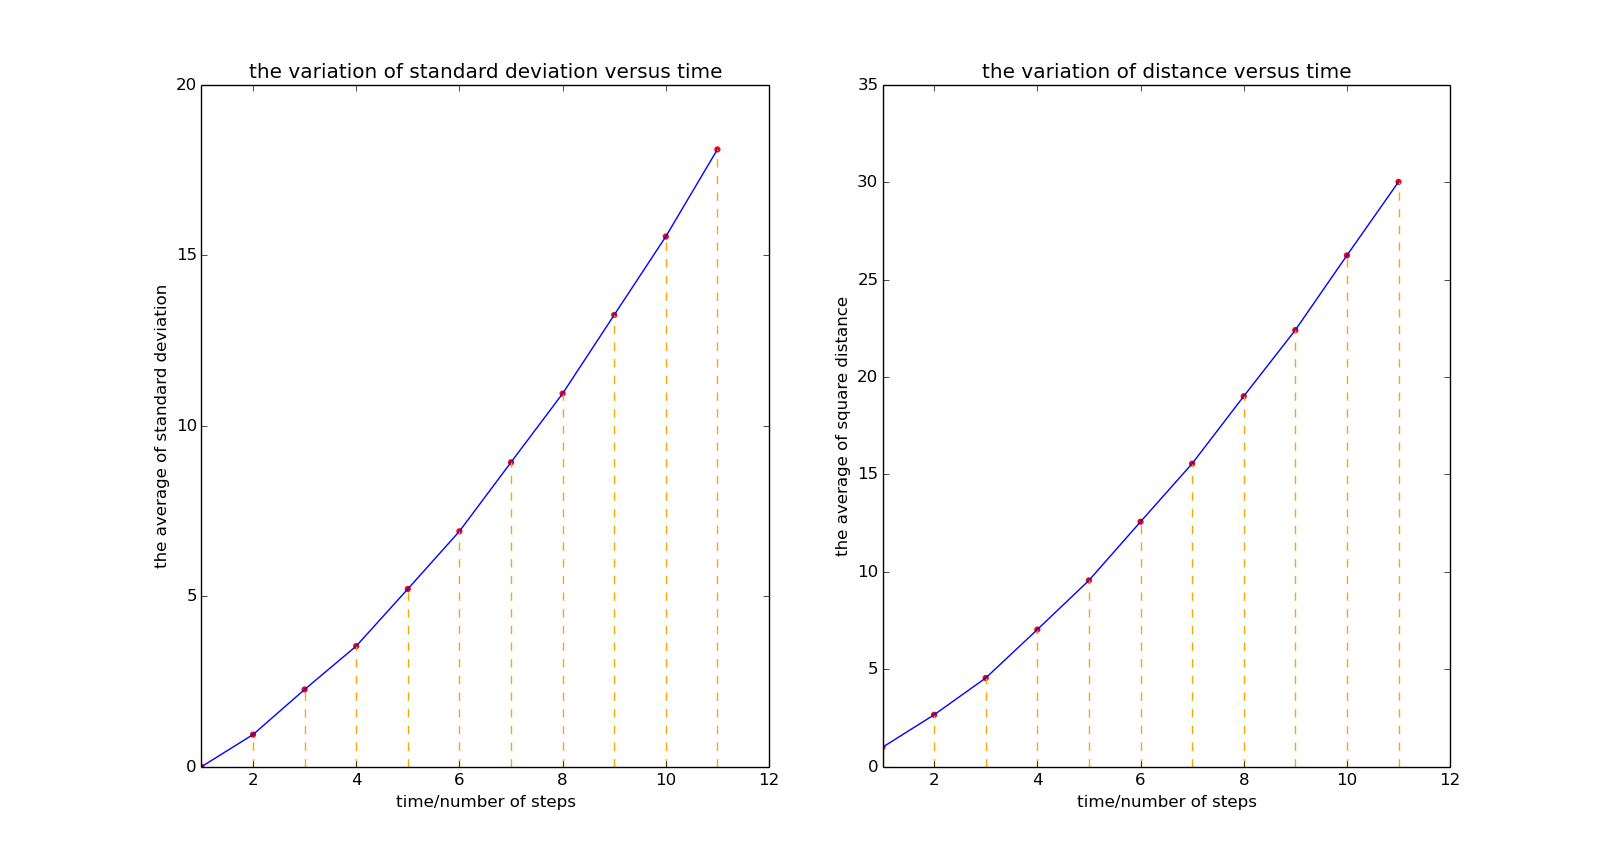 the variation of standard deviation versus time
20
15
10
5
0
2 4 6 8 10 12
the average of standard deviation
time/number of steps
the variation of distance versus time
35
30
25
20
15
10
5
0
2 4 6 8 10 12
the average of square distance
time/number of steps